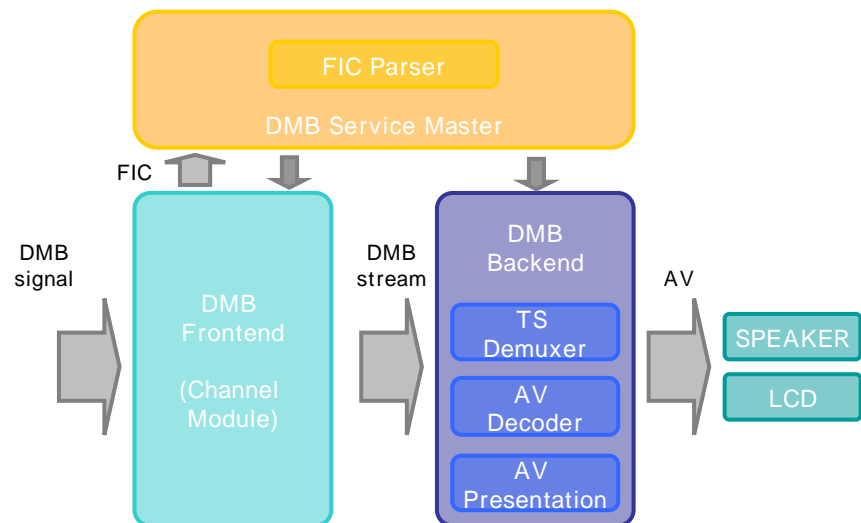 FIC Parser
DMB Service Master
FIC
DMB
signal
DMB
Frontend
(Channel
Module)
DMB
stream
DMB
Backend
TS
Demuxer
AV
Decoder
AV
Presentation
AV
SPEAKER
LCD